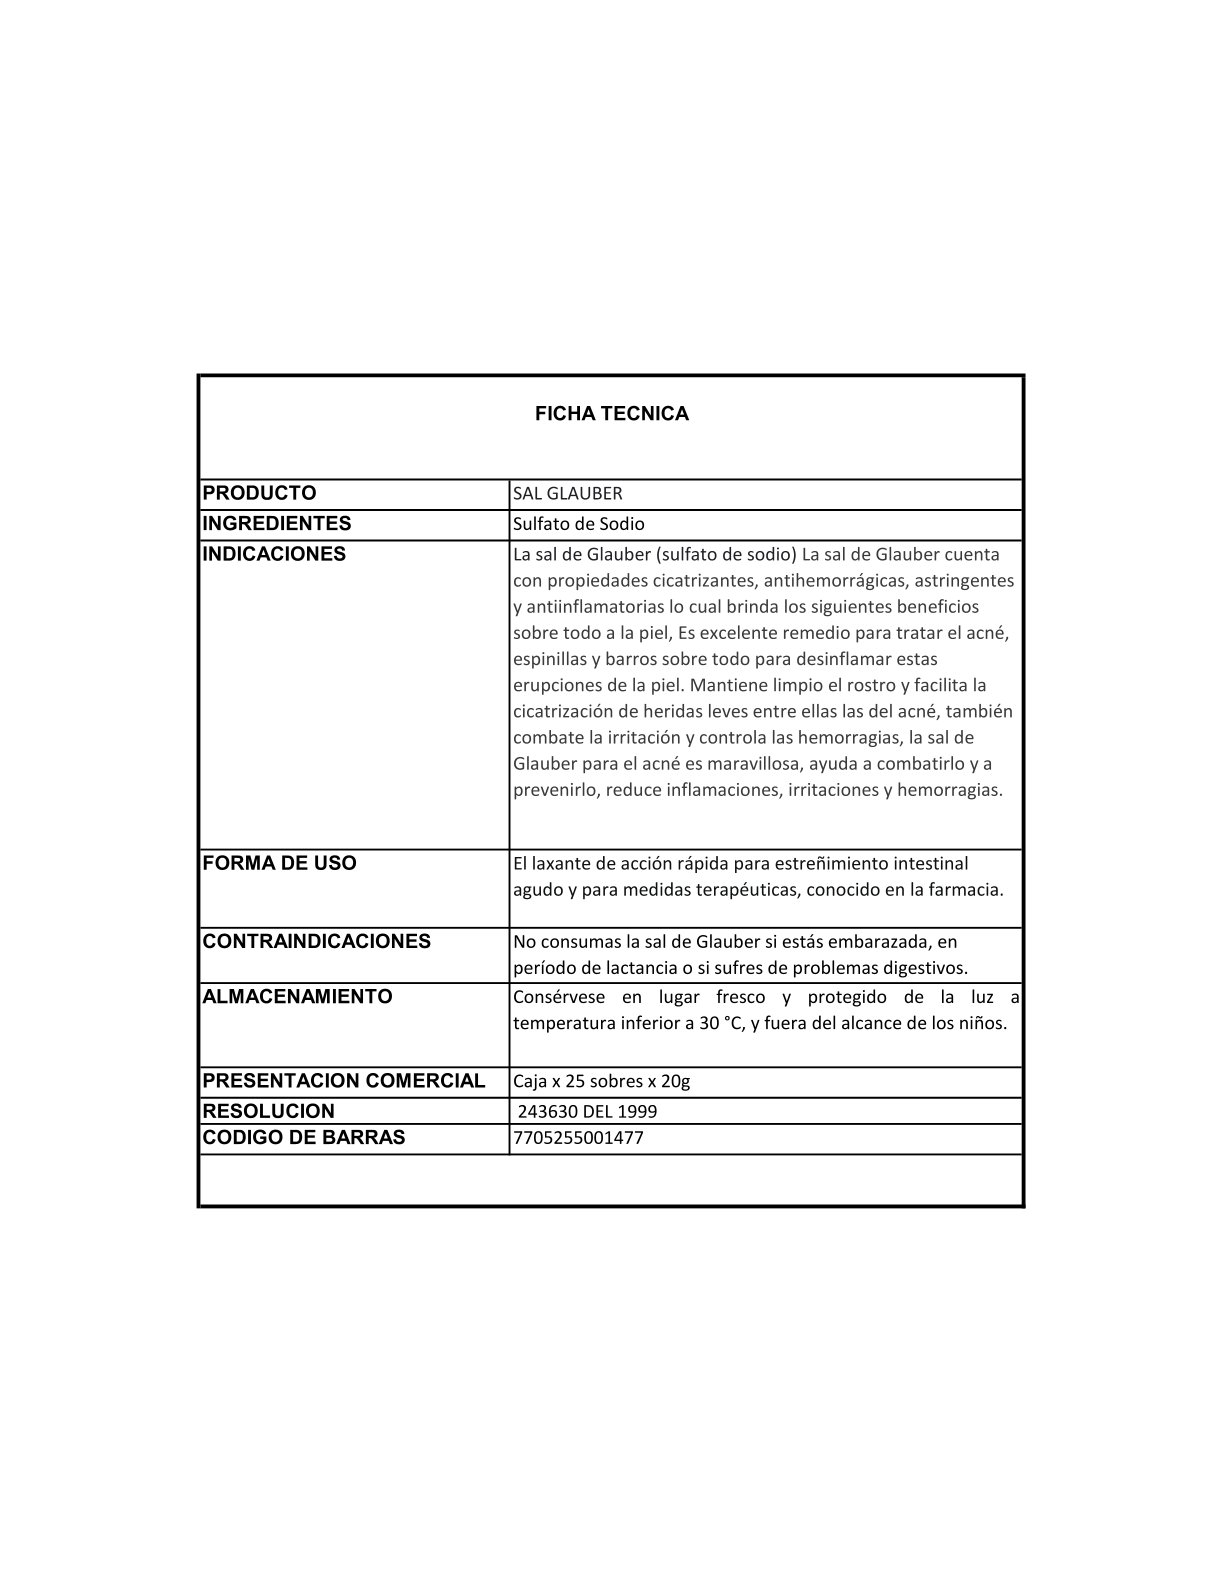 FICHA TECNICA
PRODUCTO SAL GLAUBER
INGREDIENTES Sulfato de Sodio
INDICACIONES La sal de Glauber (sulfato de sodio) La sal de Glauber cuenta
con propiedades cicatrizantes, antihemorrágicas, astringentes
y antiinflamatorias lo cual brinda los siguientes beneficios
sobre todo a la piel, Es excelente remedio para tratar el acné,
espinillas y barros sobre todo para desinflamar estas
erupciones de la piel. Mantiene limpio el rostro y facilita la
cicatrización de heridas leves entre ellas las del acné, también
combate la irritación y controla las hemorragias, la sal de
Glauber para el acné es maravillosa, ayuda a combatirlo y a
prevenirlo, reduce inflamaciones, irritaciones y hemorragias.
FORMA DE USO El laxante de acción rápida para estreñimiento intestinal
agudo y para medidas terapéuticas, conocido en la farmacia.
CONTRAINDICACIONES No consumas la sal de Glauber si estás embarazada, en
período de lactancia o si sufres de problemas digestivos.
ALMACENAMIENTO Consérvese en lugar fresco y protegido de la luz a
temperatura inferior a 30 °C, y fuera del alcance de los niños.
PRESENTACION COMERCIAL Caja x 25 sobres x 20g
RESOLUCION 243630 DEL 1999
CODIGO DE BARRAS 7705255001477